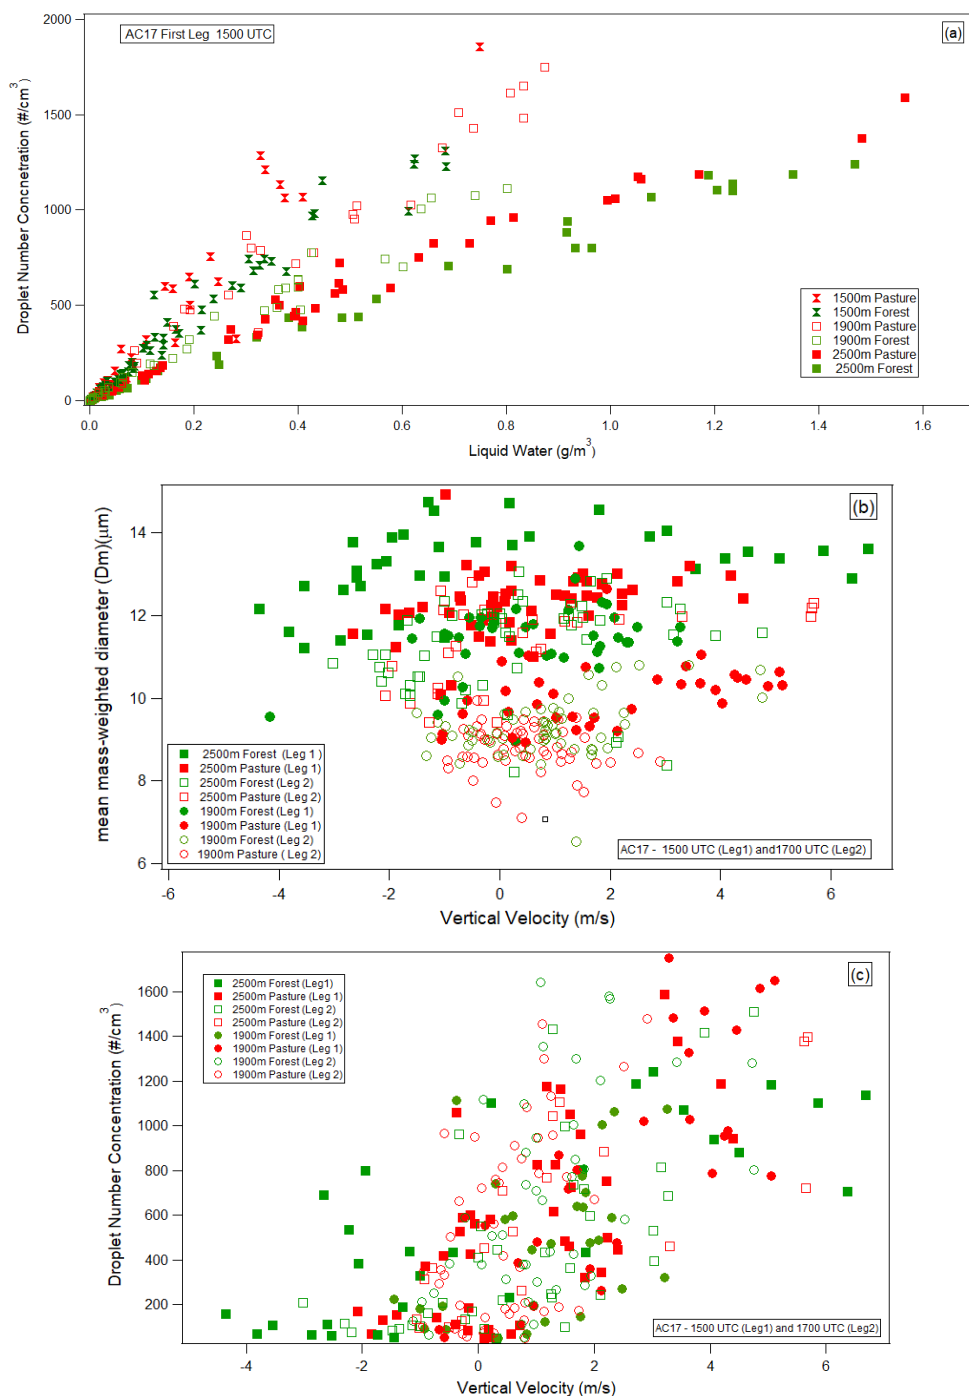 AC17 First Leg  1500 UTC
(a)
2000
1500
1000
500
0
Droplet Number Concnetration (#/cm3)
1500m Pasture
1500m Forest
1900m Pasture
1900m Forest
2500m Pasture
2500m Forest
0.0 0.2 0.4 0.6 0.8 1.0 1.2 1.4 1.6
Liquid Water (g/m3)
(b)
14
12
10
8
6
mean mass-weighted diameter (Dm)(μm)
2500m Forest (Leg 1 )
2500m Pasture (Leg 1)
2500m Forest (Leg 2)
2500m Pasture (Leg 2)
1900m Forest (Leg 1)
1900m Pasture (Leg 1)
1900m Forest (Leg 2)
1900m Pasture ( Leg 2)
AC17 -  1500 UTC (Leg1) and1700 UTC (Leg2)
-6 -4 -2 0 2 4 6
Vertical Velocity (m/s)
(c)
1600
1400
1200
1000
800
600
400
200
Droplet Number Concentration (#/cm3)
2500m Forest (Leg1)
2500m Pasture (Leg 1)
2500m Forest (Leg 2)
2500m Pasture (Leg 2)
1900m Forest (Leg 1)
1900m Pasture (Leg 1)
1900m Forest (Leg 2)
1900m Pasture (Leg 2)
AC17 - 1500 UTC (Leg1) and 1700 UTC (Leg2)
-4 -2 0 2 4 6
Vertical Velocity (m/s)